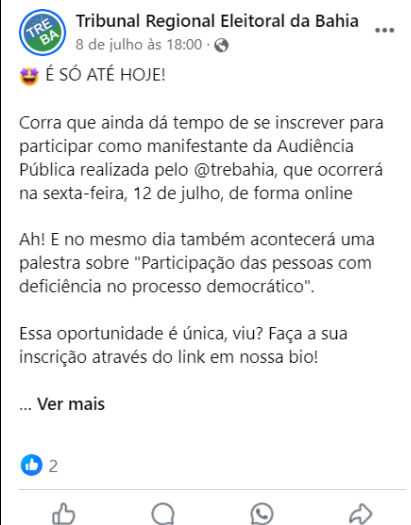 TRE
BA
Tribunal Regional Eleitoral da Bahia
8 de julho às 18:00 ·
🤩 É SÓ ATÉ HOJE!
Corra que ainda dá tempo de se inscrever para
participar como manifestante da Audiência
Pública realizada pelo @trebahia, que ocorrerá
na sexta-feira, 12 de julho, de forma online
Ah! E no mesmo dia também acontecerá uma
palestra sobre "Participação das pessoas com
deficiência no processo democrático".
Essa oportunidade é única, viu? Faça a sua
inscrição através do link em nossa bio!
... Ver mais
2